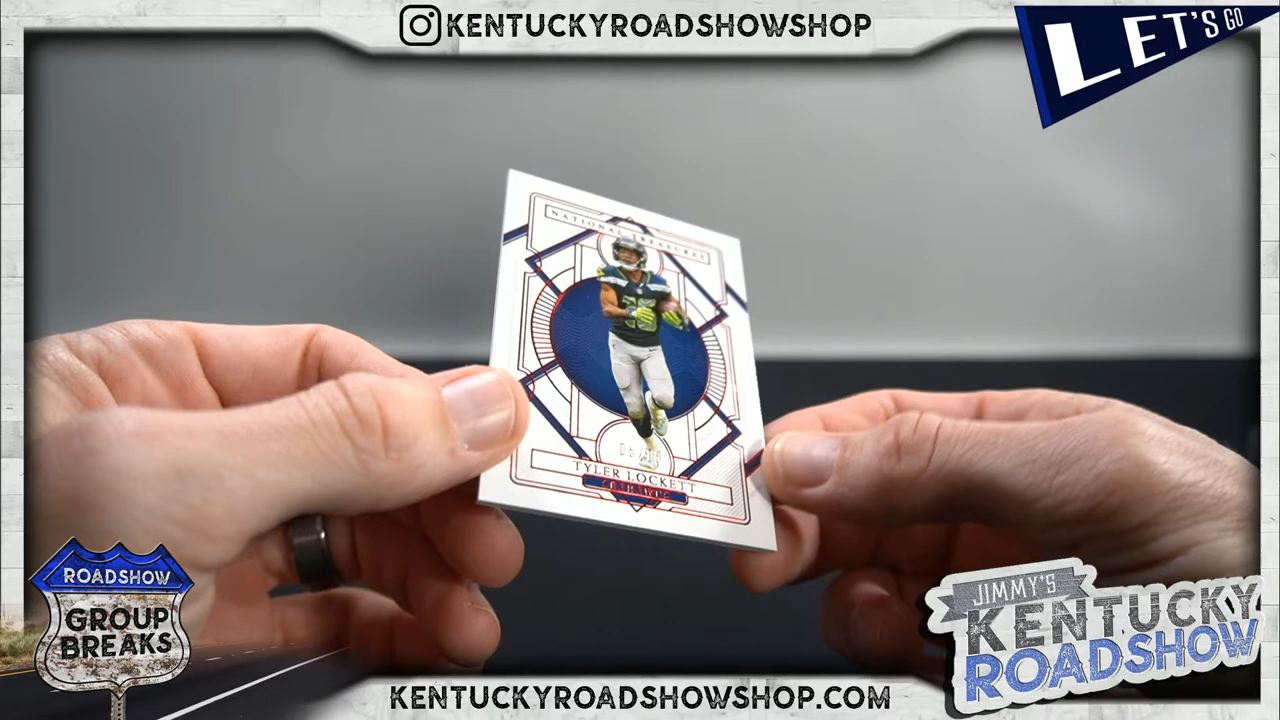 KENTUCKYROADSHOWSHOP
LET'S GO
NATIONAL TREASURES
TYLER LOCKETT
ROADSHOW
GROUP
BREAKS
JIMMY'S
KENTUCKY
ROADSHOW
KENTUCKYROADSHOWSHOP.COM